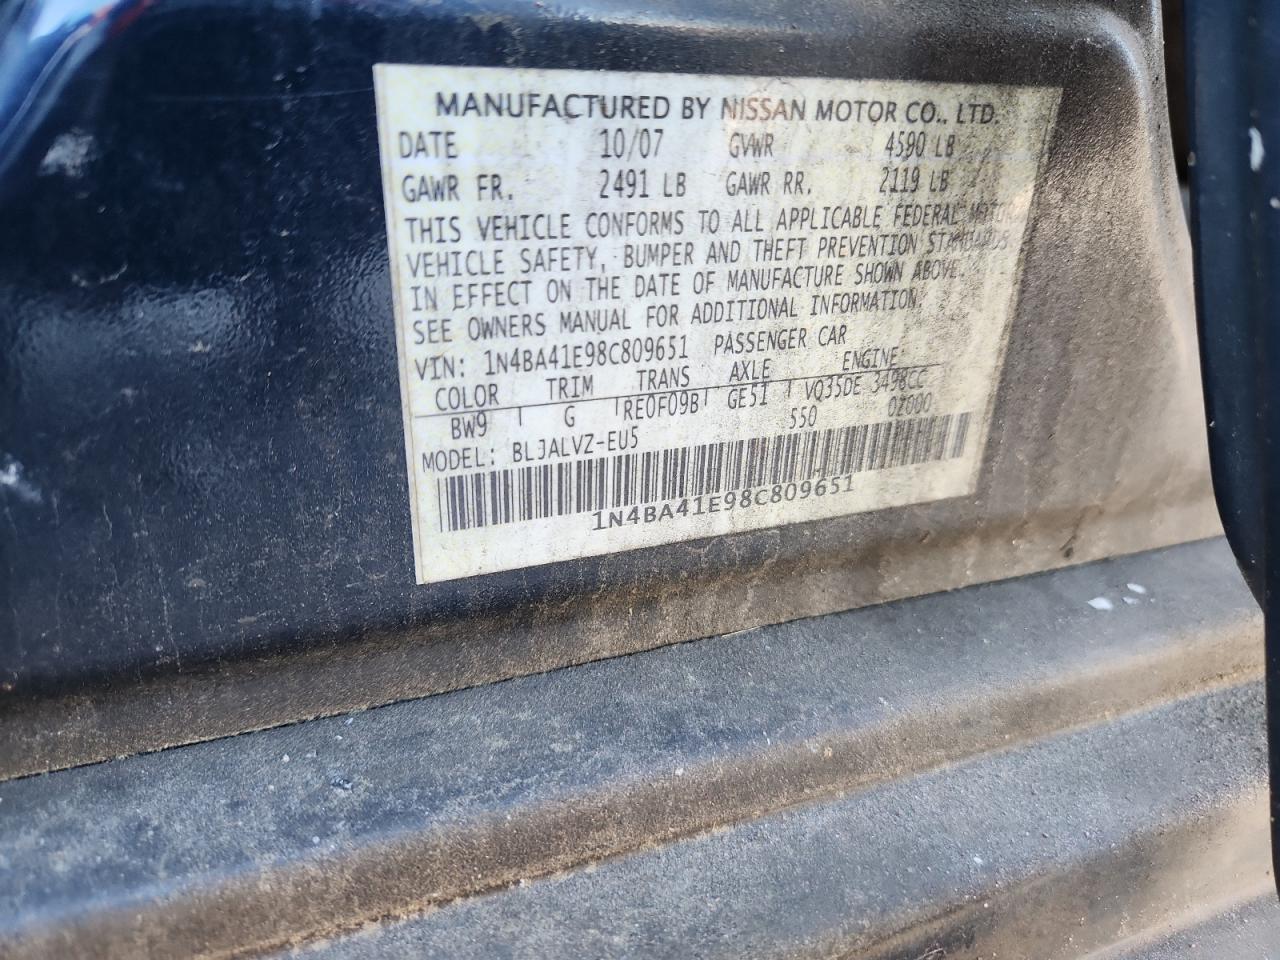 MANUFACTURED BY NISSAN MOTOR CO., LTD.
DATE 10/07 GVWR 4590 LB
GAWR FR. 2491 LB GAWR RR. 2119 LB
THIS VEHICLE CONFORMS TO ALL APPLICABLE FEDERAL MOTOR
VEHICLE SAFETY, BUMPER AND THEFT PREVENTION STANDARDS
IN EFFECT ON THE DATE OF MANUFACTURE SHOWN ABOVE.
SEE OWNERS MANUAL FOR ADDITIONAL INFORMATION.
VIN: 1N4BA41E98C809651 PASSENGER CAR
COLOR TRIM TRANS AXLE ENGINE
BW9 G RE0F09B GE51 VQ35DE 3498CC
MODEL: BLJALVZ-EU5 550 02000
1N4BA41E98C809651